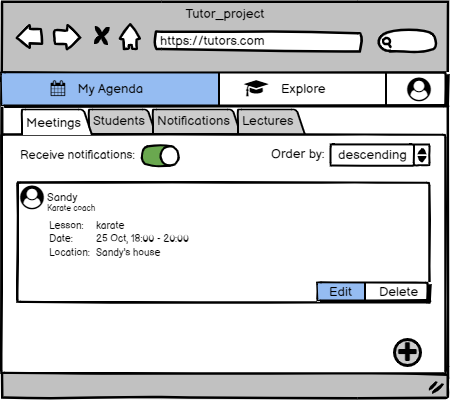 Tutor_project
https://tutors.com
My Agenda
Explore
Meetings
Students
Notifications
Lectures
Receive notifications:
Order by:
descending
Sandy
Karate coach
Lesson: karate
Date: 25 Oct, 18:00 - 20:00
Location: Sandy's house
Edit
Delete